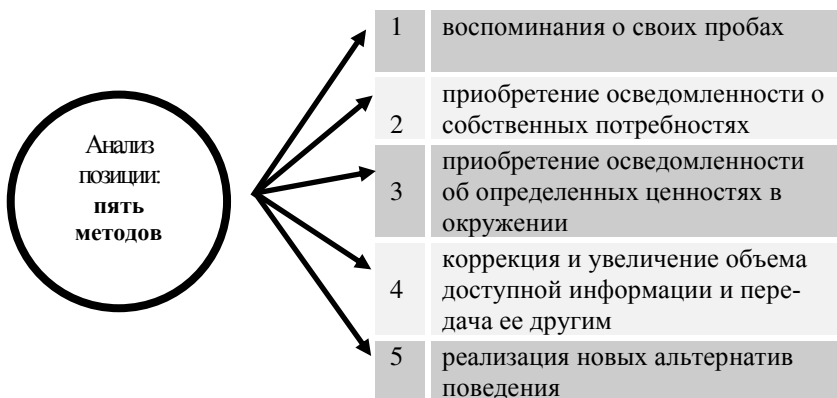 Анализ
позиции:
пять
методов
1 воспоминания о своих пробах
приобретение осведомленности о
2 собственных потребностях
приобретение осведомленности
3 об определенных ценностях в
окружении
коррекция и увеличение объема
4 доступной информации и пере-
дача ее другим
5 реализация новых альтернатив
поведения